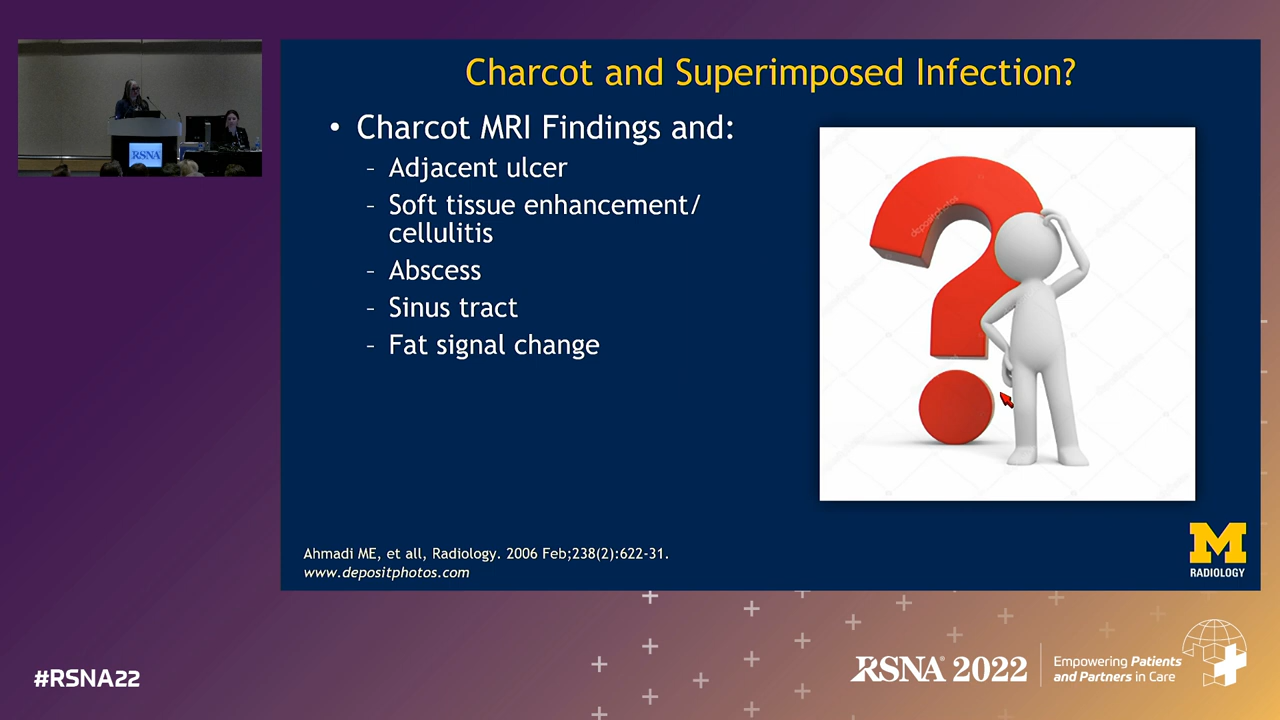 Charcot and Superimposed Infection?
• Charcot MRI Findings and:
– Adjacent ulcer
– Soft tissue enhancement/
cellulitis
– Abscess
– Sinus tract
– Fat signal change
depositphotos
Ahmadi ME, et all, Radiology. 2006 Feb;238(2):622-31.
www.depositphotos.com
M
RADIOLOGY
RSNA
#RSNA22
RSNA® 2022
Empowering Patients
and Partners in Care